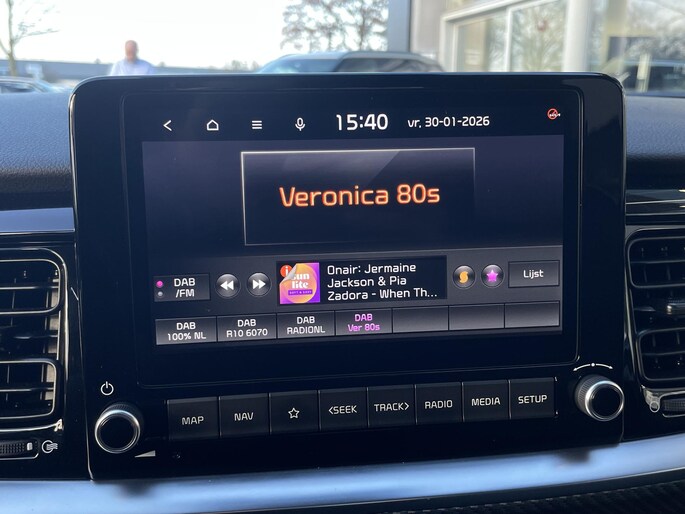 15:40 vr, 30-01-2026
Veronica 80s
DAB
/FM
Onair: Jermaine
Jackson & Pia
Zadora - When Th...
Lijst
DAB
100% NL
DAB
R10 6070
DAB
RADIONL
DAB
Ver 80s
MAP NAV <SEEK TRACK> RADIO MEDIA SETUP